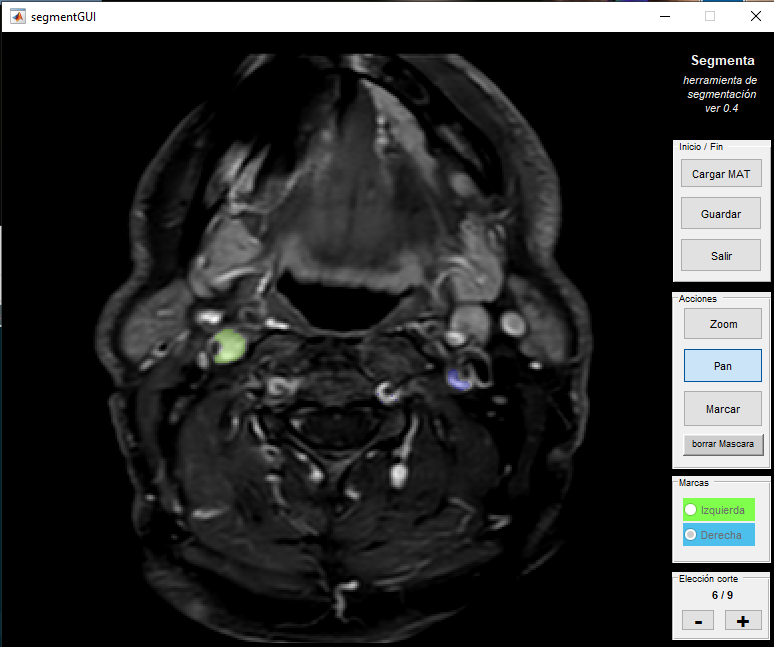 segmentGUI
Segmenta
herramienta de
segmentación
ver 0.4
Inicio / Fin
Cargar MAT
Guardar
Salir
Acciones
Zoom
Pan
Marcar
borrar Mascara
Marcas
Izquierda
Derecha
Elección corte
6 / 9
- +